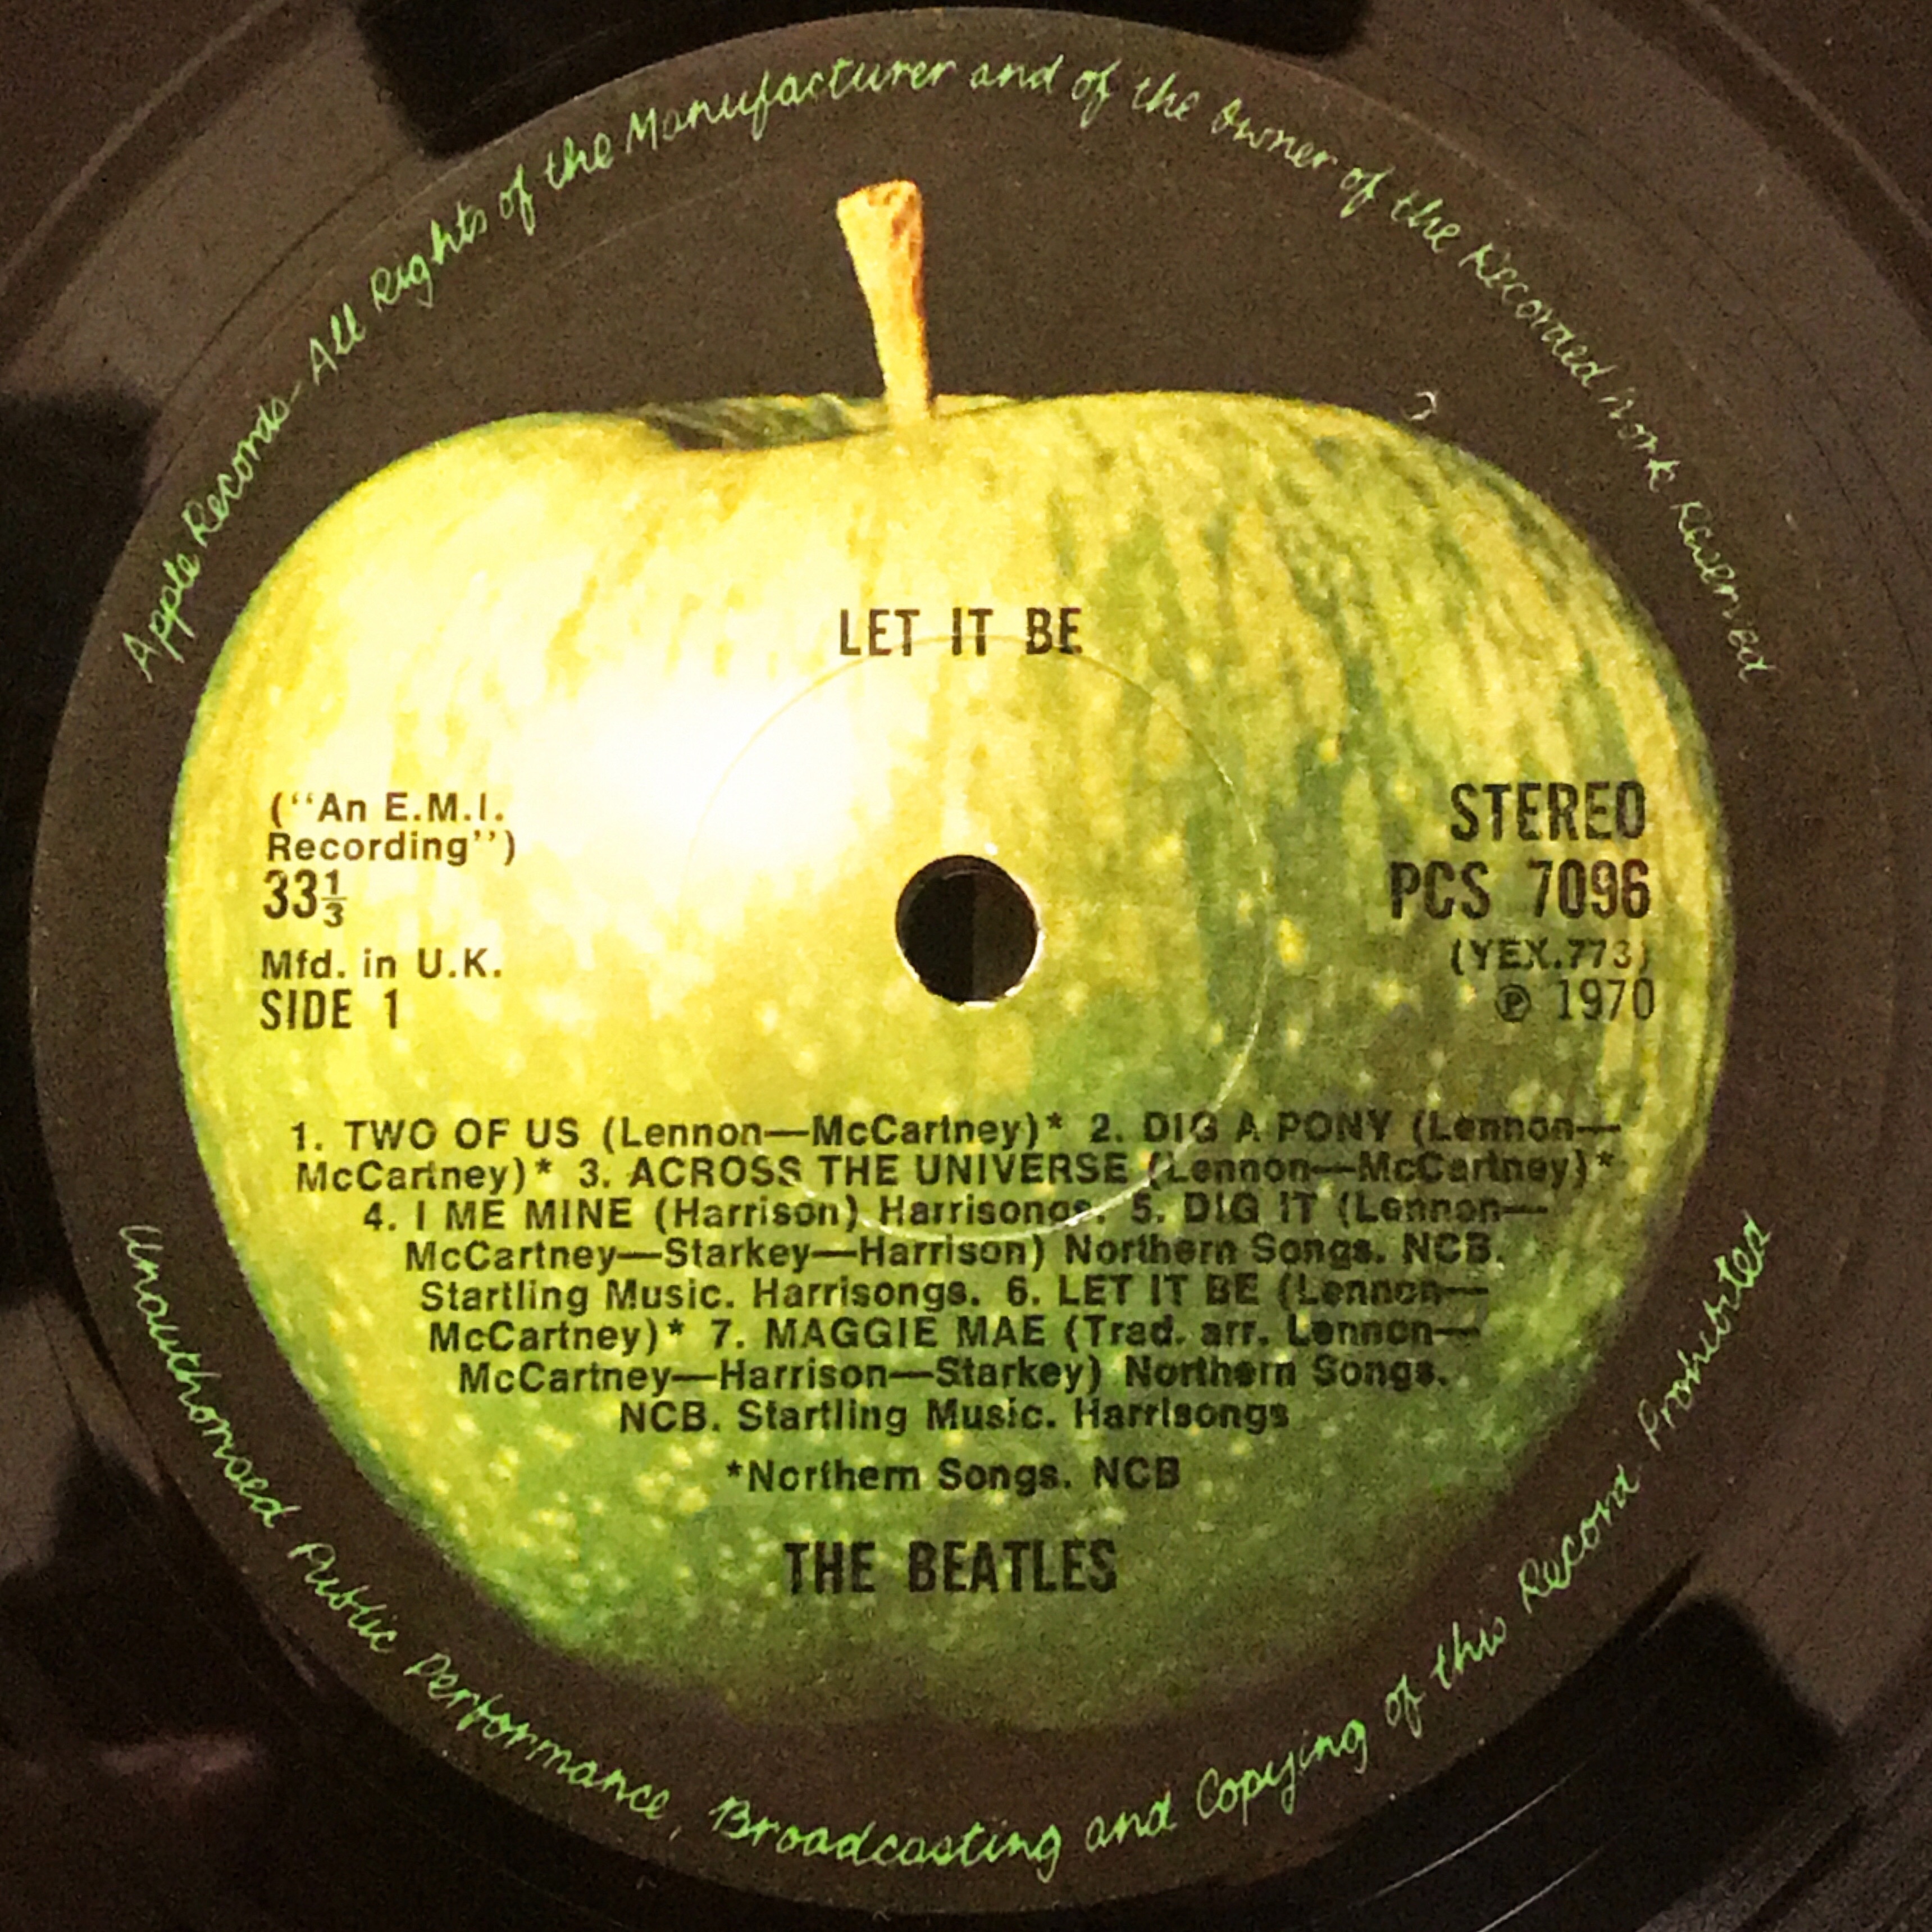 Apple Records - All Rights of the Manufacturer and of the Owner of the Recorded Work Reserved
LET IT BE
(“An E.M.I.
Recording”)
33⅓
Mfd. in U.K.
SIDE 1
STEREO
PCS 7096
(YEX.773)
℗ 1970
1. TWO OF US (Lennon—McCartney)* 2. DIG A PONY (Lennon—
McCartney)* 3. ACROSS THE UNIVERSE (Lennon—McCartney)*
4. I ME MINE (Harrison) Harrisongs. 5. DIG IT (Lennon—
McCartney—Starkey—Harrison) Northern Songs. NCB.
Startling Music. Harrisongs. 6. LET IT BE (Lennon—
McCartney)* 7. MAGGIE MAE (Trad. arr. Lennon—
McCartney—Harrison—Starkey) Northern Songs.
NCB. Startling Music. Harrisongs
*Northern Songs. NCB
THE BEATLES
Unauthorised Public Performance, Broadcasting and Copying of this Record Prohibited